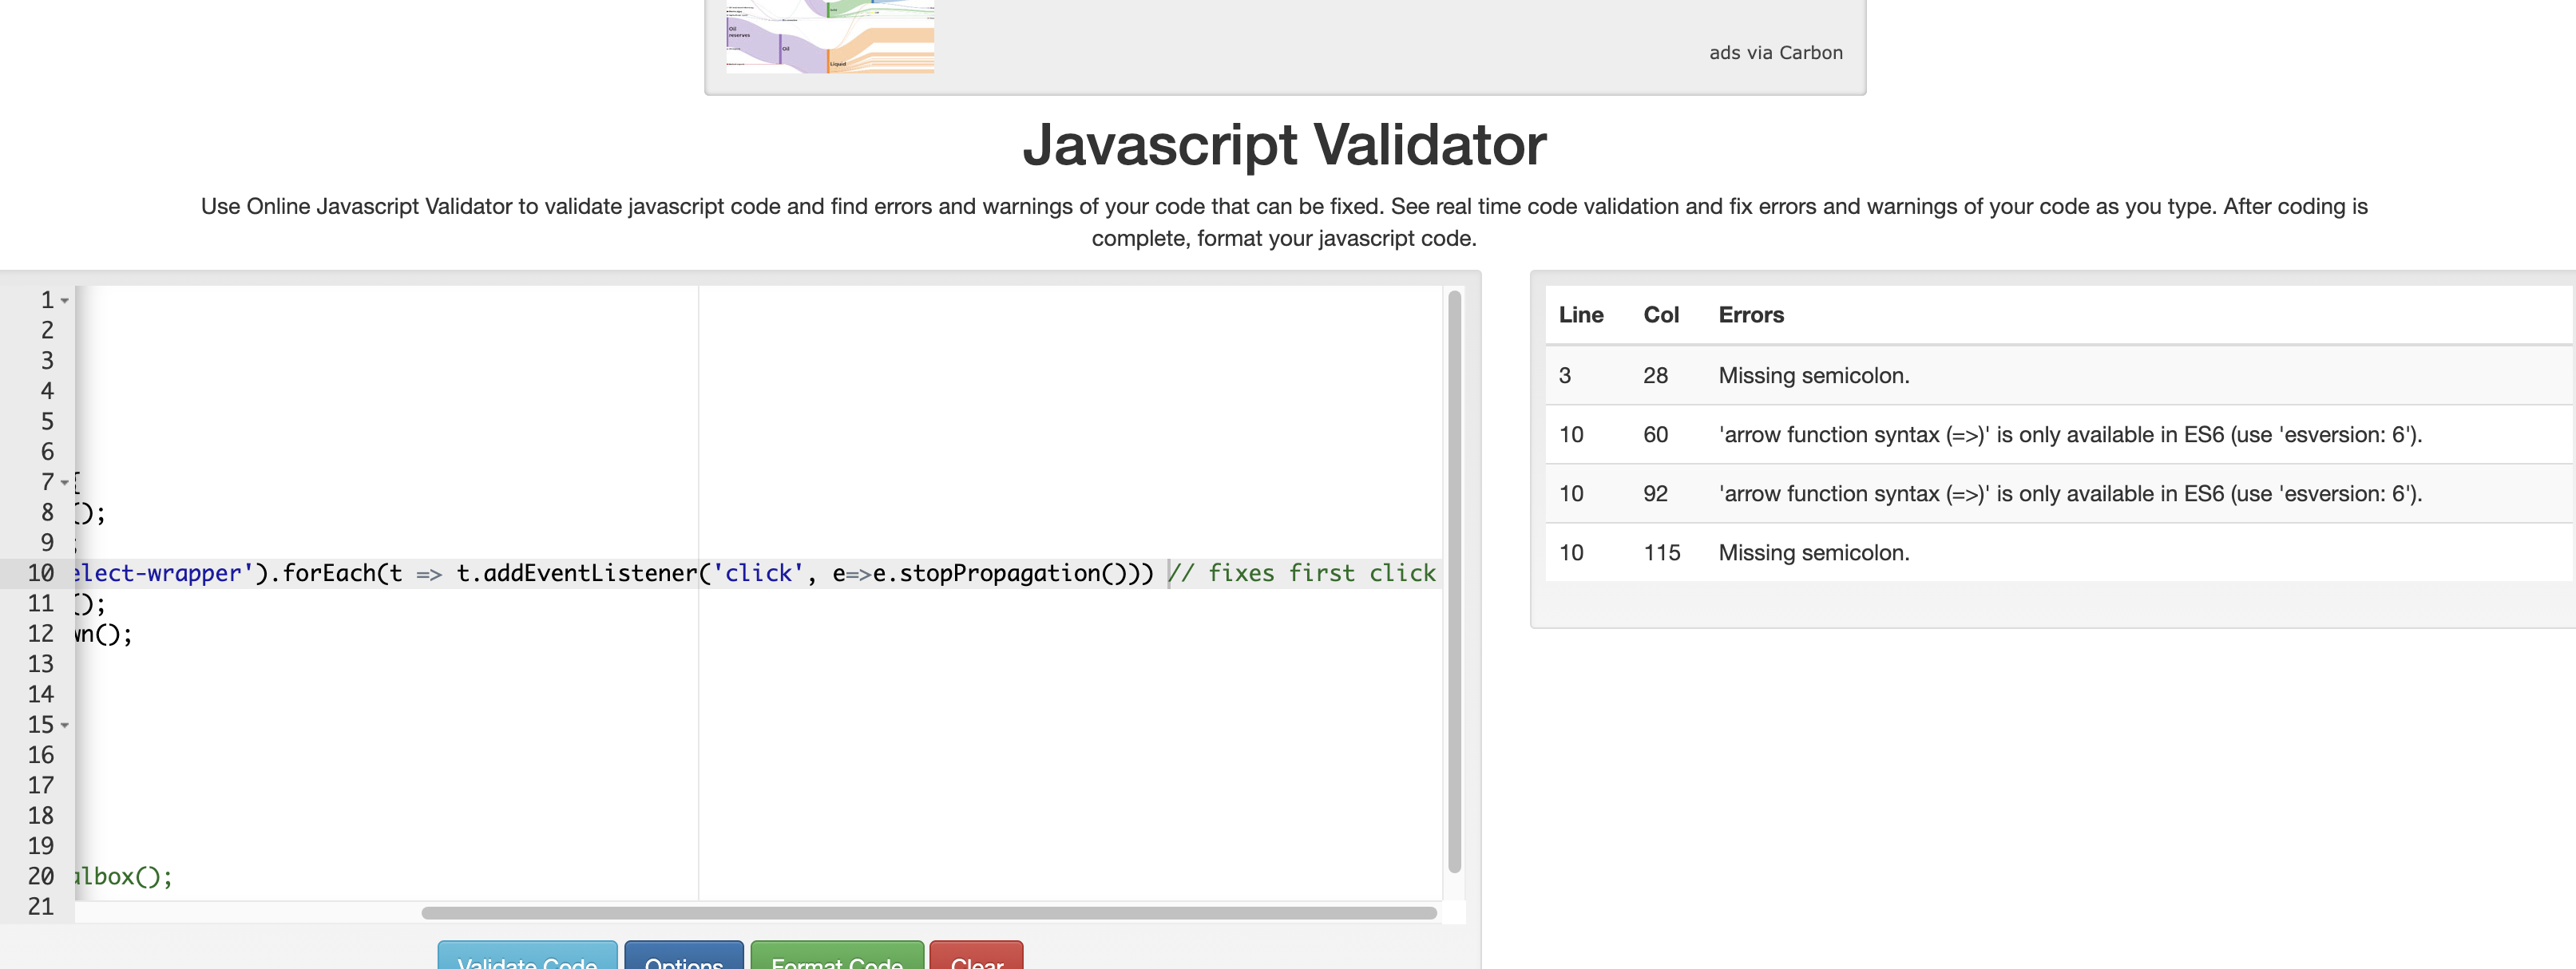 Oil
reserves
Oil
Liquid
ads via Carbon
Javascript Validator
Use Online Javascript Validator to validate javascript code and find errors and warnings of your code that can be fixed. See real time code validation and fix errors and warnings of your code as you type. After coding is
complete, format your javascript code.
1
2
3
4
5
6
7 {
8 ();
9 ;
10 elect-wrapper').forEach(t => t.addEventListener('click', e=>e.stopPropagation())) // fixes first click
11 ();
12 wn();
13
14
15
16
17
18
19
20 albox();
21
Line Col Errors
3 28 Missing semicolon.
10 60 'arrow function syntax (=>)' is only available in ES6 (use 'esversion: 6').
10 92 'arrow function syntax (=>)' is only available in ES6 (use 'esversion: 6').
10 115 Missing semicolon.
Validate Code Options Format Code Clear